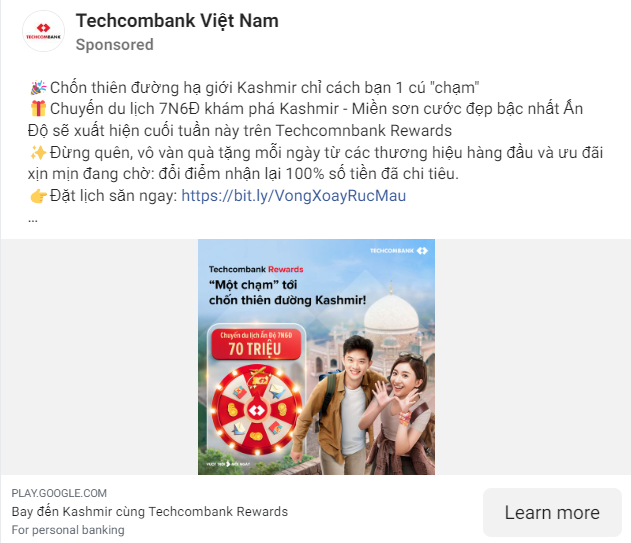 Techcombank Việt Nam
TECHCOMBANK
Sponsored
🎉 Chốn thiên đường hạ giới Kashmir chỉ cách bạn 1 cú "chạm"
🎁 Chuyến du lịch 7N6Đ khám phá Kashmir - Miền sơn cước đẹp bậc nhất Ấn
Độ sẽ xuất hiện cuối tuần này trên Techcomnbank Rewards
✨Đừng quên, vô vàn quà tặng mỗi ngày từ các thương hiệu hàng đầu và ưu đãi
xịn mịn đang chờ: đổi điểm nhận lại 100% số tiền đã chi tiêu.
👉 Đặt lịch săn ngay: https://bit.ly/VongXoayRucMau
...
TECHCOMBANK
Techcombank Rewards
"Một chạm" tới
chốn thiên đường Kashmir!
Chuyến du lịch Ấn Độ 7N6Đ
70 TRIỆU
PLAY.GOOGLE.COM
Bay đến Kashmir cùng Techcombank Rewards
For personal banking
Learn more